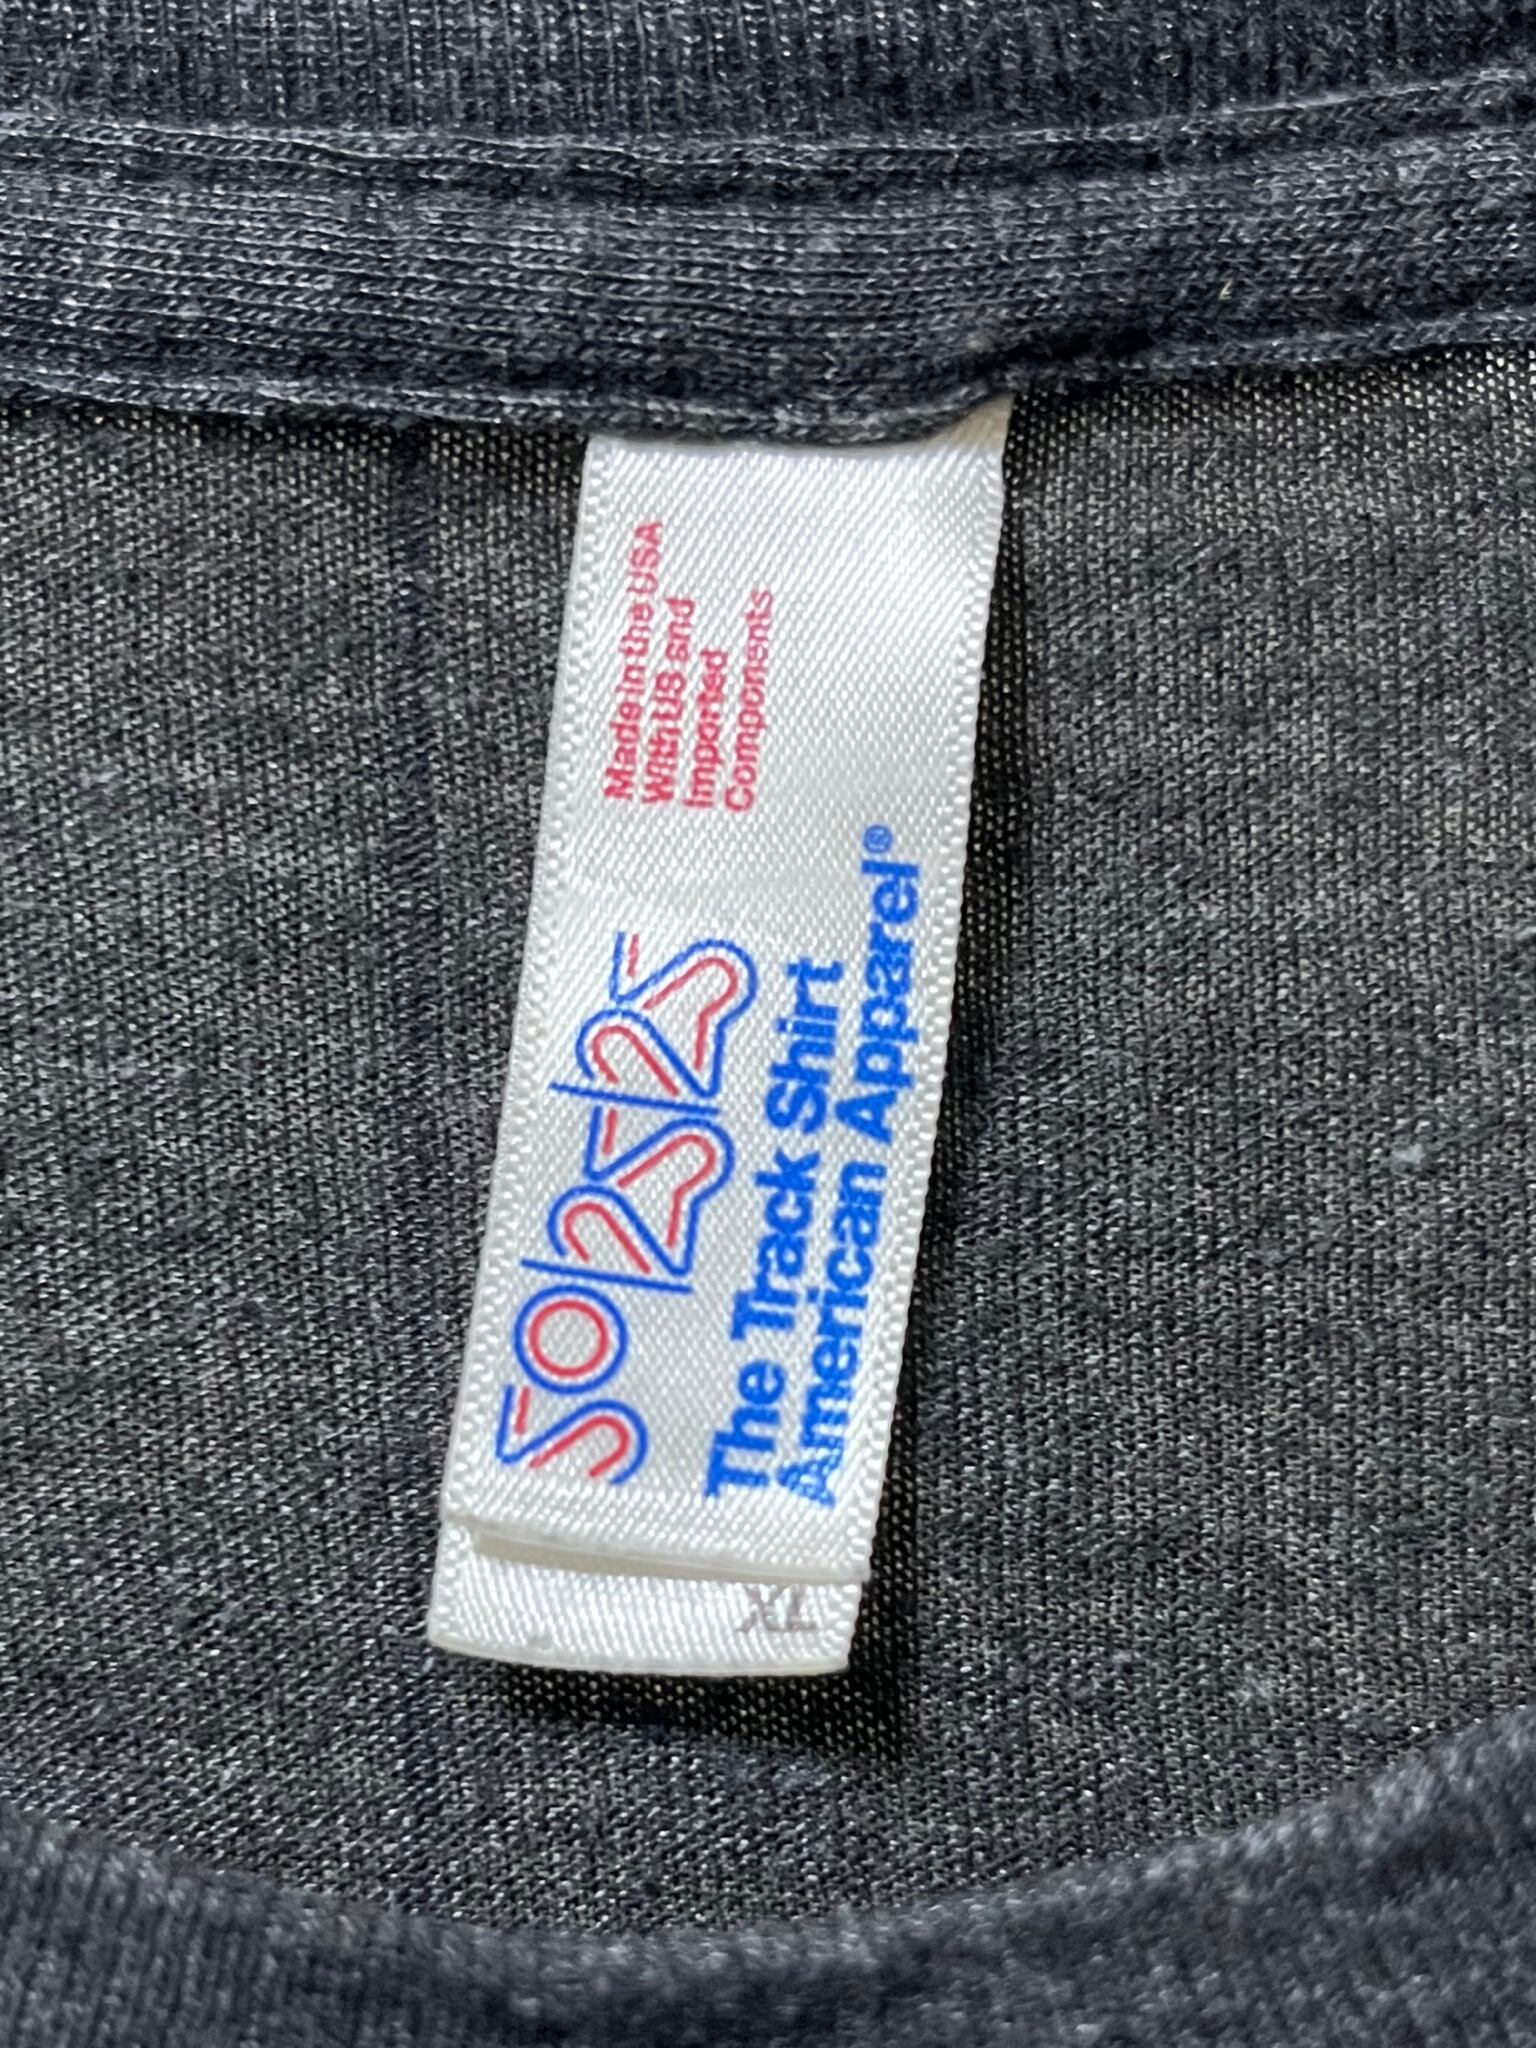 50/25/25
The Track Shirt
American Apparel®
Made in the USA
With US and
Imported
Components
XL